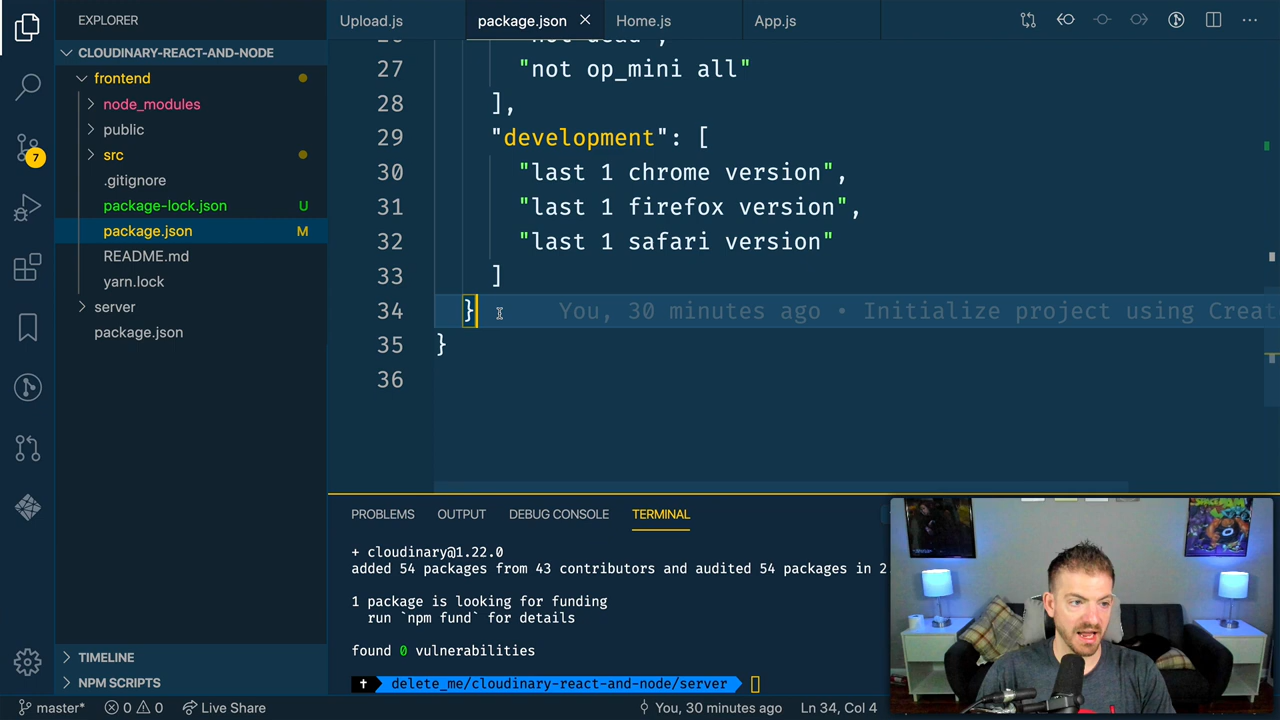 EXPLORER
CLOUDINARY-REACT-AND-NODE
frontend
node_modules
public
src
.gitignore
package-lock.json U
package.json M
README.md
yarn.lock
server
package.json
TIMELINE
NPM SCRIPTS
7
Upload.js
package.json
Home.js
App.js
26 "not dead",
27 "not op_mini all"
28 ],
29 "development": [
30 "last 1 chrome version",
31 "last 1 firefox version",
32 "last 1 safari version"
33 ]
34 } You, 30 minutes ago • Initialize project using Creat
35 }
36
PROBLEMS OUTPUT DEBUG CONSOLE TERMINAL
+ cloudinary@1.22.0
added 54 packages from 43 contributors and audited 54 packages in 2
1 package is looking for funding
run `npm fund` for details
found 0 vulnerabilities
delete_me/cloudinary-react-and-node/server
master* 0 0 Live Share You, 30 minutes ago Ln 34, Col 4